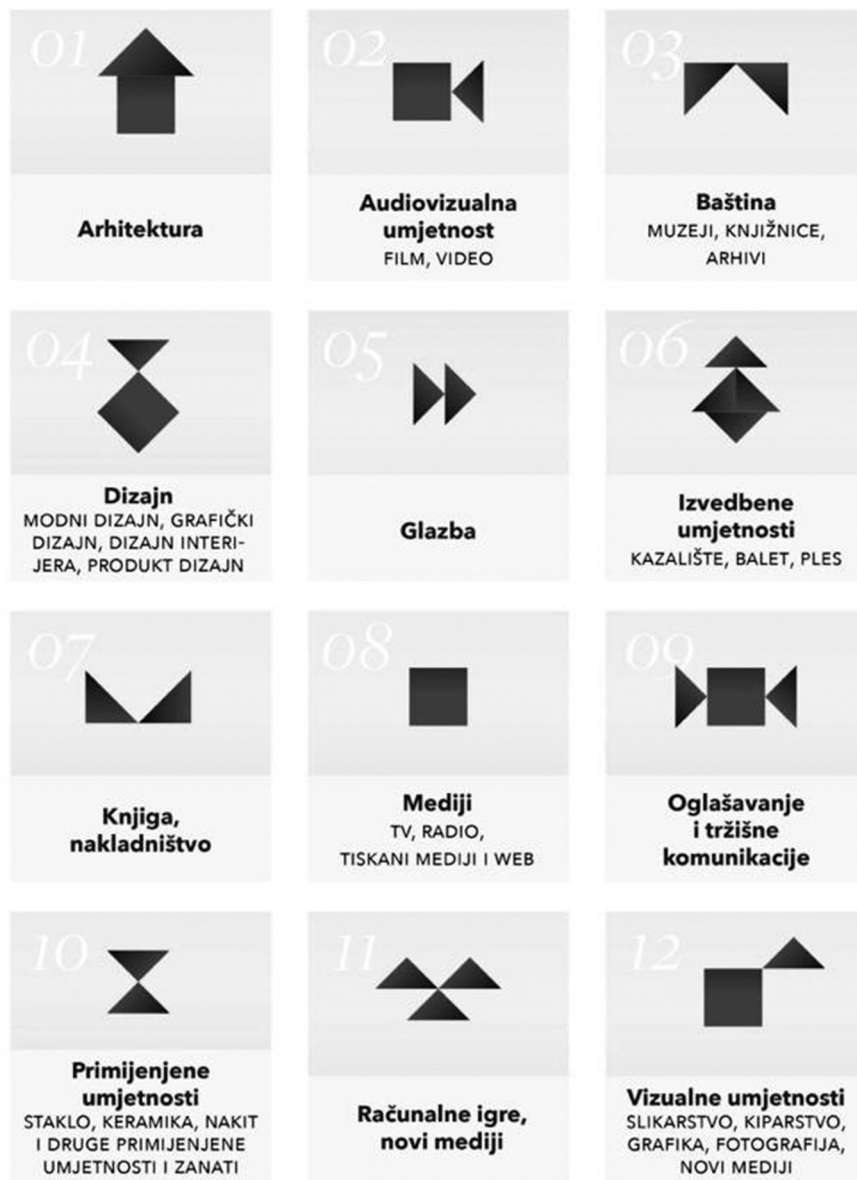 01
Arhitektura
02
Audiovizualna
umjetnost
FILM, VIDEO
03
Baština
MUZEJI, KNJIŽNICE,
ARHIVI
04
Dizajn
MODNI DIZAJN, GRAFIČKI
DIZAJN, DIZAJN INTERI-
JERA, PRODUKT DIZAJN
05
Glazba
06
Izvedbene
umjetnosti
KAZALIŠTE, BALET, PLES
07
Knjiga,
nakladništvo
08
Mediji
TV, RADIO,
TISKANI MEDIJI I WEB
09
Oglašavanje
i tržišne
komunikacije
10
Primijenjene
umjetnosti
STAKLO, KERAMIKA, NAKIT
I DRUGE PRIMIJENJENE
UMJETNOSTI I ZANATI
11
Računalne igre,
novi mediji
12
Vizualne umjetnosti
SLIKARSTVO, KIPARSTVO,
GRAFIKA, FOTOGRAFIJA,
NOVI MEDIJI